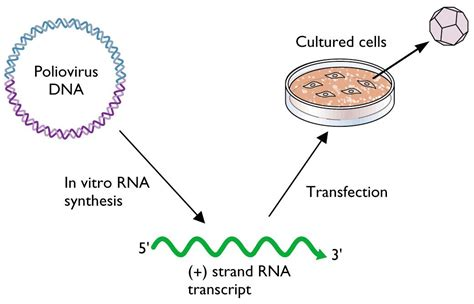 Poliovirus
DNA
Cultured cells
In vitro RNA
synthesis
Transfection
5'
3'
(+) strand RNA
transcript